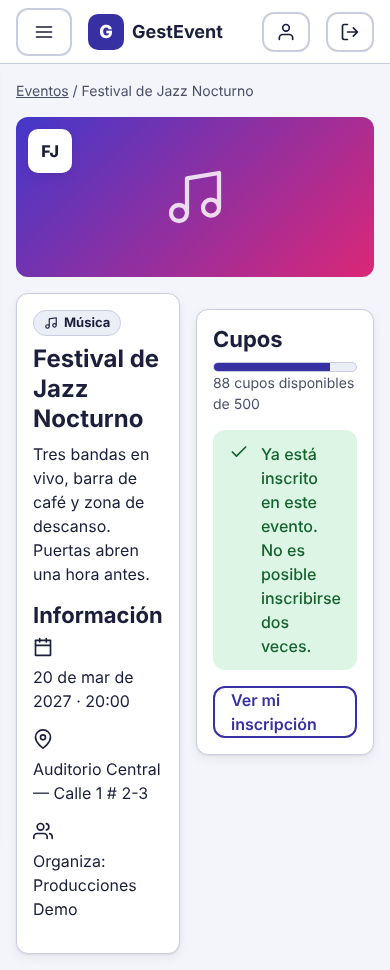 G GestEvent
Eventos / Festival de Jazz Nocturno
FJ
Música
Festival de
Jazz
Nocturno
Tres bandas en
vivo, barra de
café y zona de
descanso.
Puertas abren
una hora antes.
Información
20 de mar de
2027 · 20:00
Auditorio Central
— Calle 1 # 2-3
Organiza:
Producciones
Demo
Cupos
88 cupos disponibles
de 500
Ya está
inscrito
en este
evento.
No es
posible
inscribirse
dos
veces.
Ver mi
inscripción